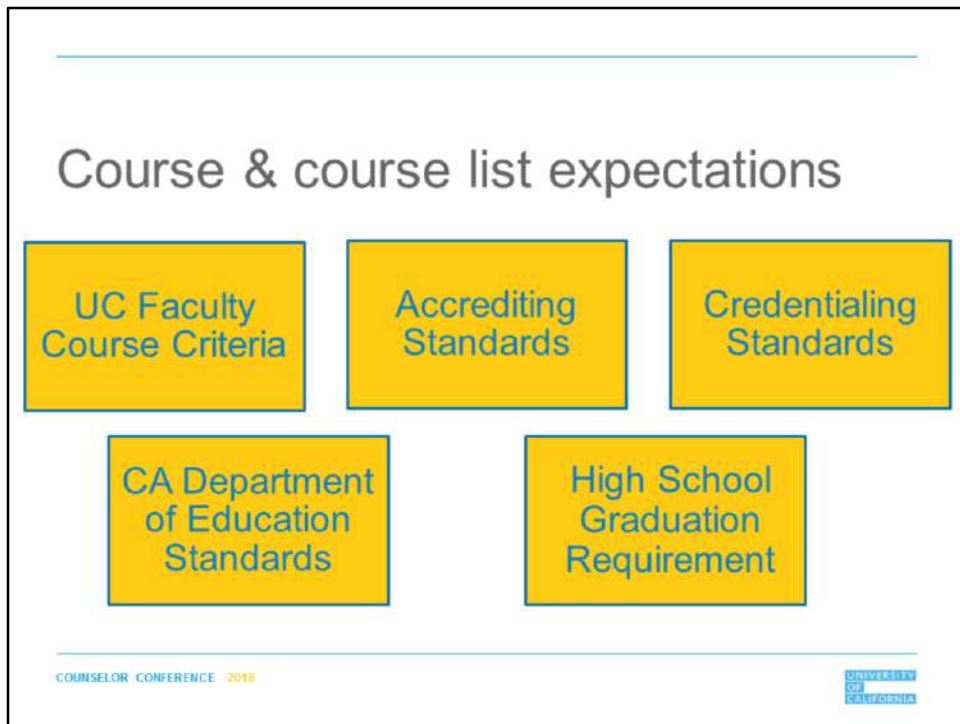 Course & course list expectations
UC Faculty
Course Criteria
Accrediting
Standards
Credentialing
Standards
CA Department
of Education
Standards
High School
Graduation
Requirement
COUNSELOR CONFERENCE 2018
UNIVERSITY
OF
CALIFORNIA